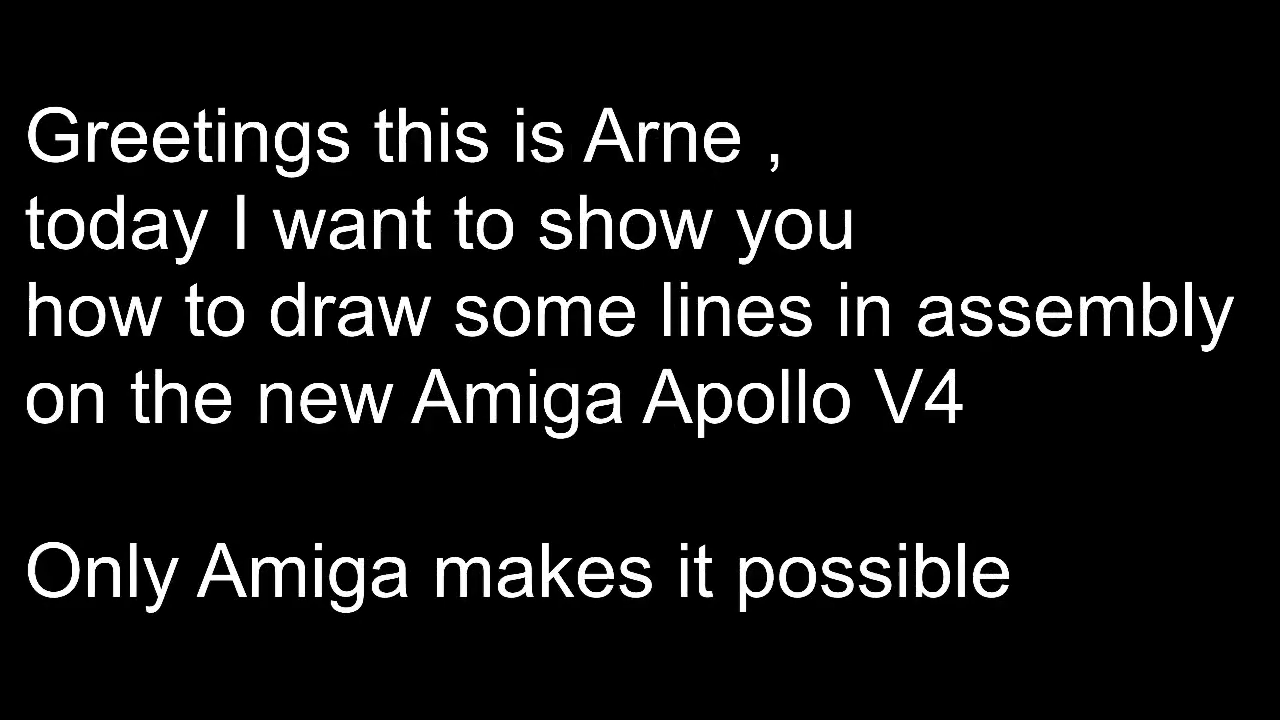 Greetings this is Arne ,
today I want to show you
how to draw some lines in assembly
on the new Amiga Apollo V4
Only Amiga makes it possible